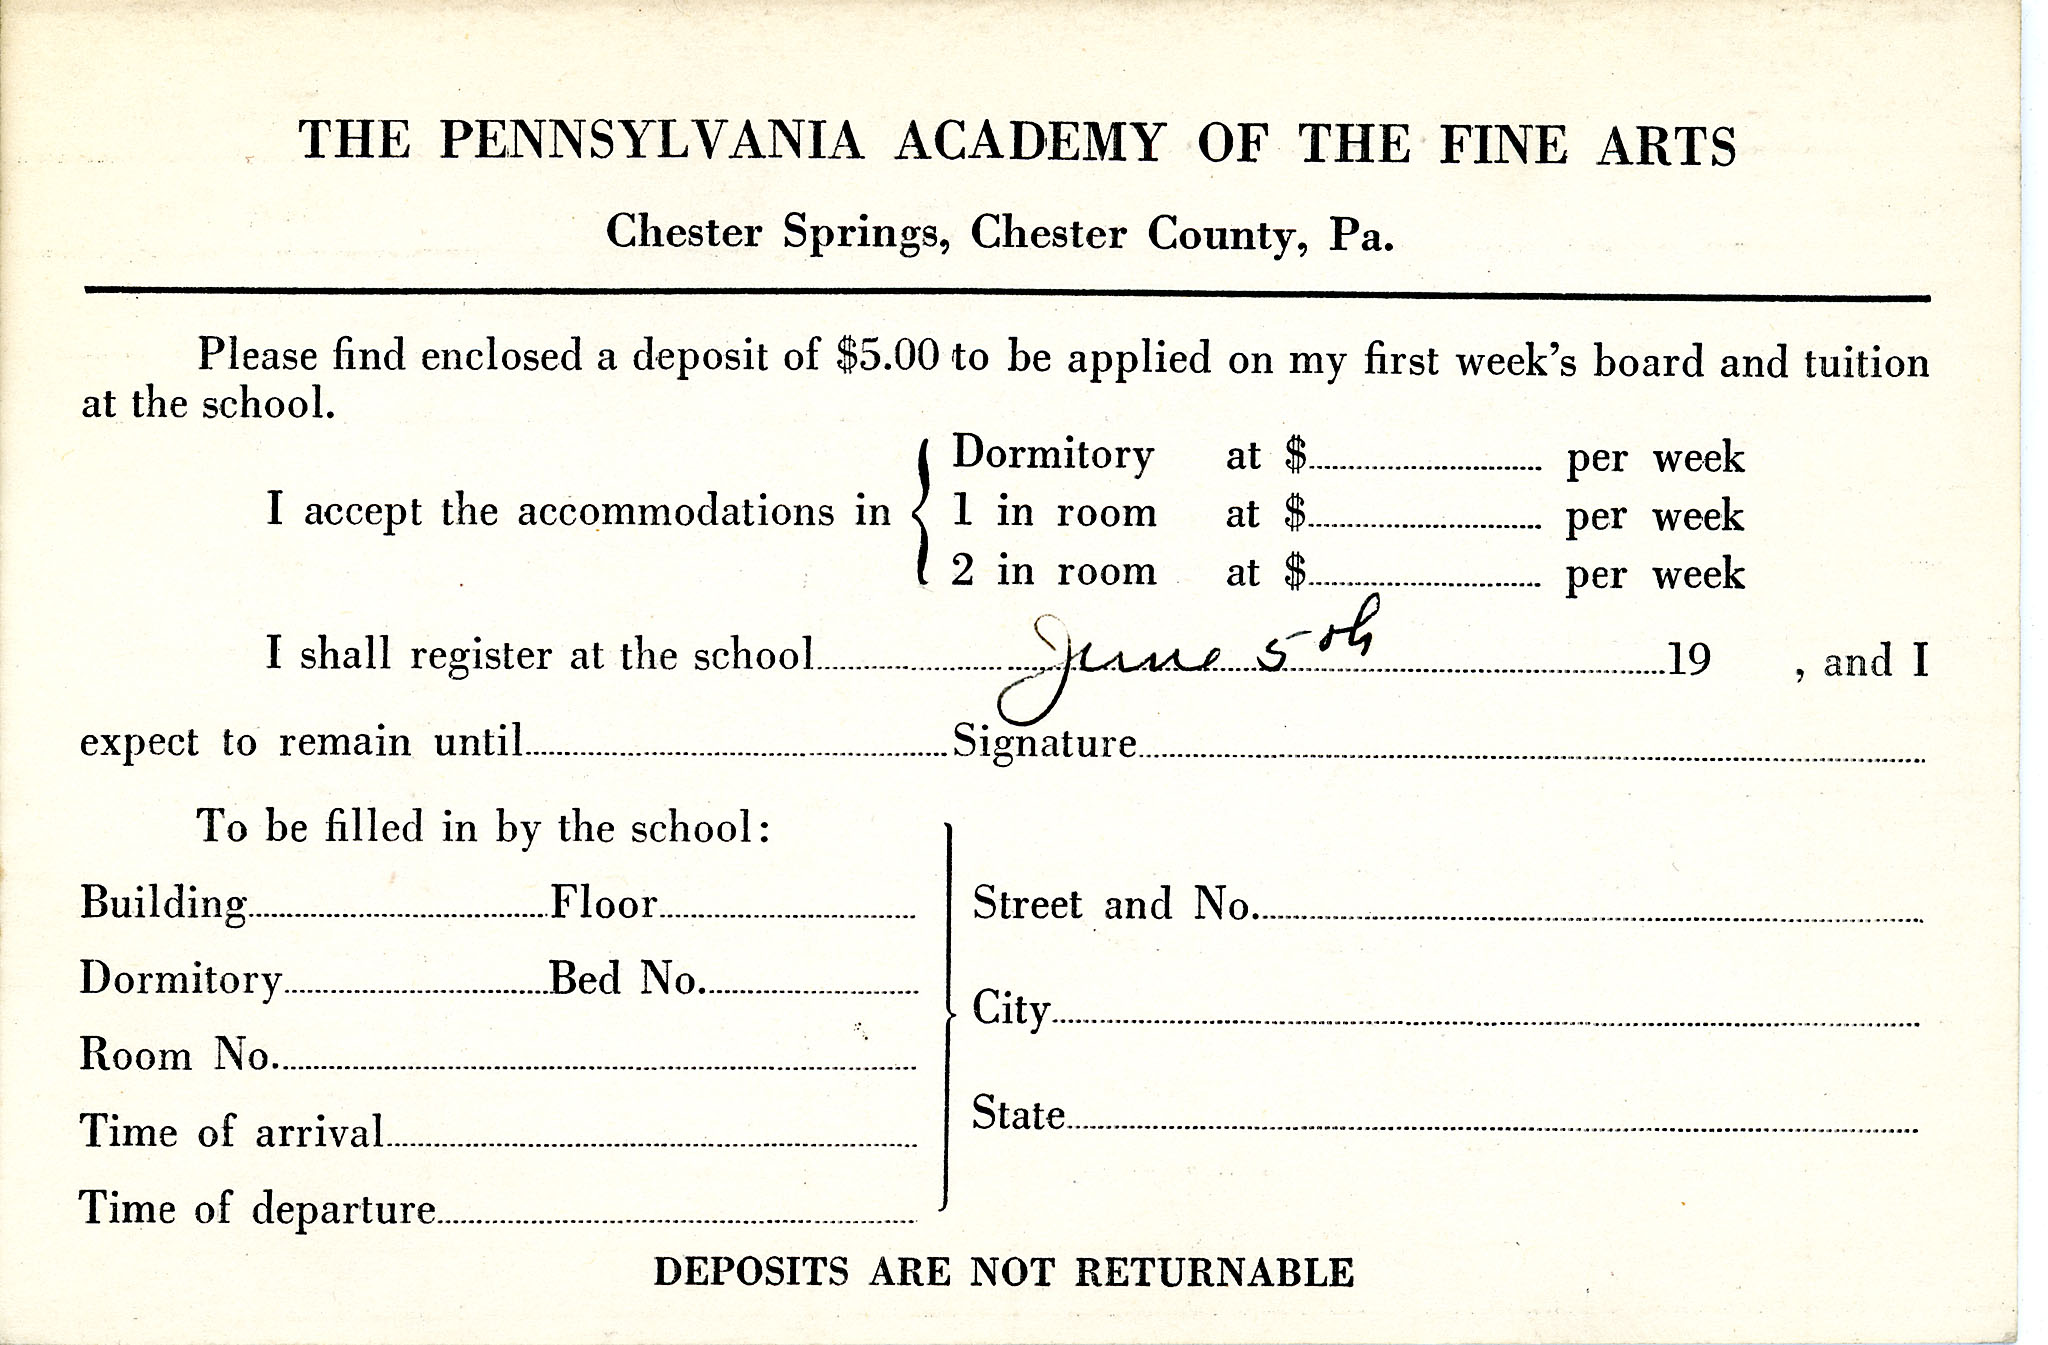 THE PENNSYLVANIA ACADEMY OF THE FINE ARTS
Chester Springs, Chester County, Pa.
Please find enclosed a deposit of $5.00 to be applied on my first week's board and tuition
at the school.
I accept the accommodations in
Dormitory at $ per week
1 in room at $ per week
2 in room at $ per week
I shall register at the school June 5th 19 , and I
expect to remain until Signature
To be filled in by the school:
Building Floor
Dormitory Bed No.
Room No.
Time of arrival
Time of departure
Street and No.
City
State
DEPOSITS ARE NOT RETURNABLE